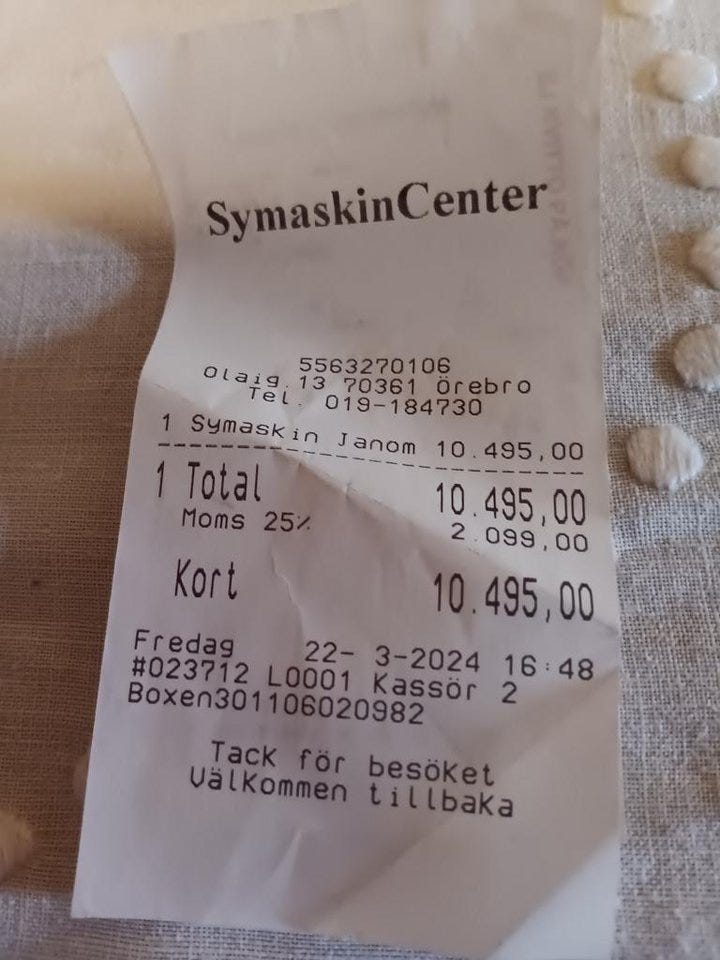 SymaskinCenter
5563270106
Olaig. 13 70361 Örebro
Tel. 019-184730
1 Symaskin Janom 10.495,00
1 Total 10.495,00
Moms 25% 2.099,00
Kort 10.495,00
Fredag 22- 3-2024 16:48
#023712 L0001 Kassör 2
Boxen301106020982
Tack för besöket
Välkommen tillbaka